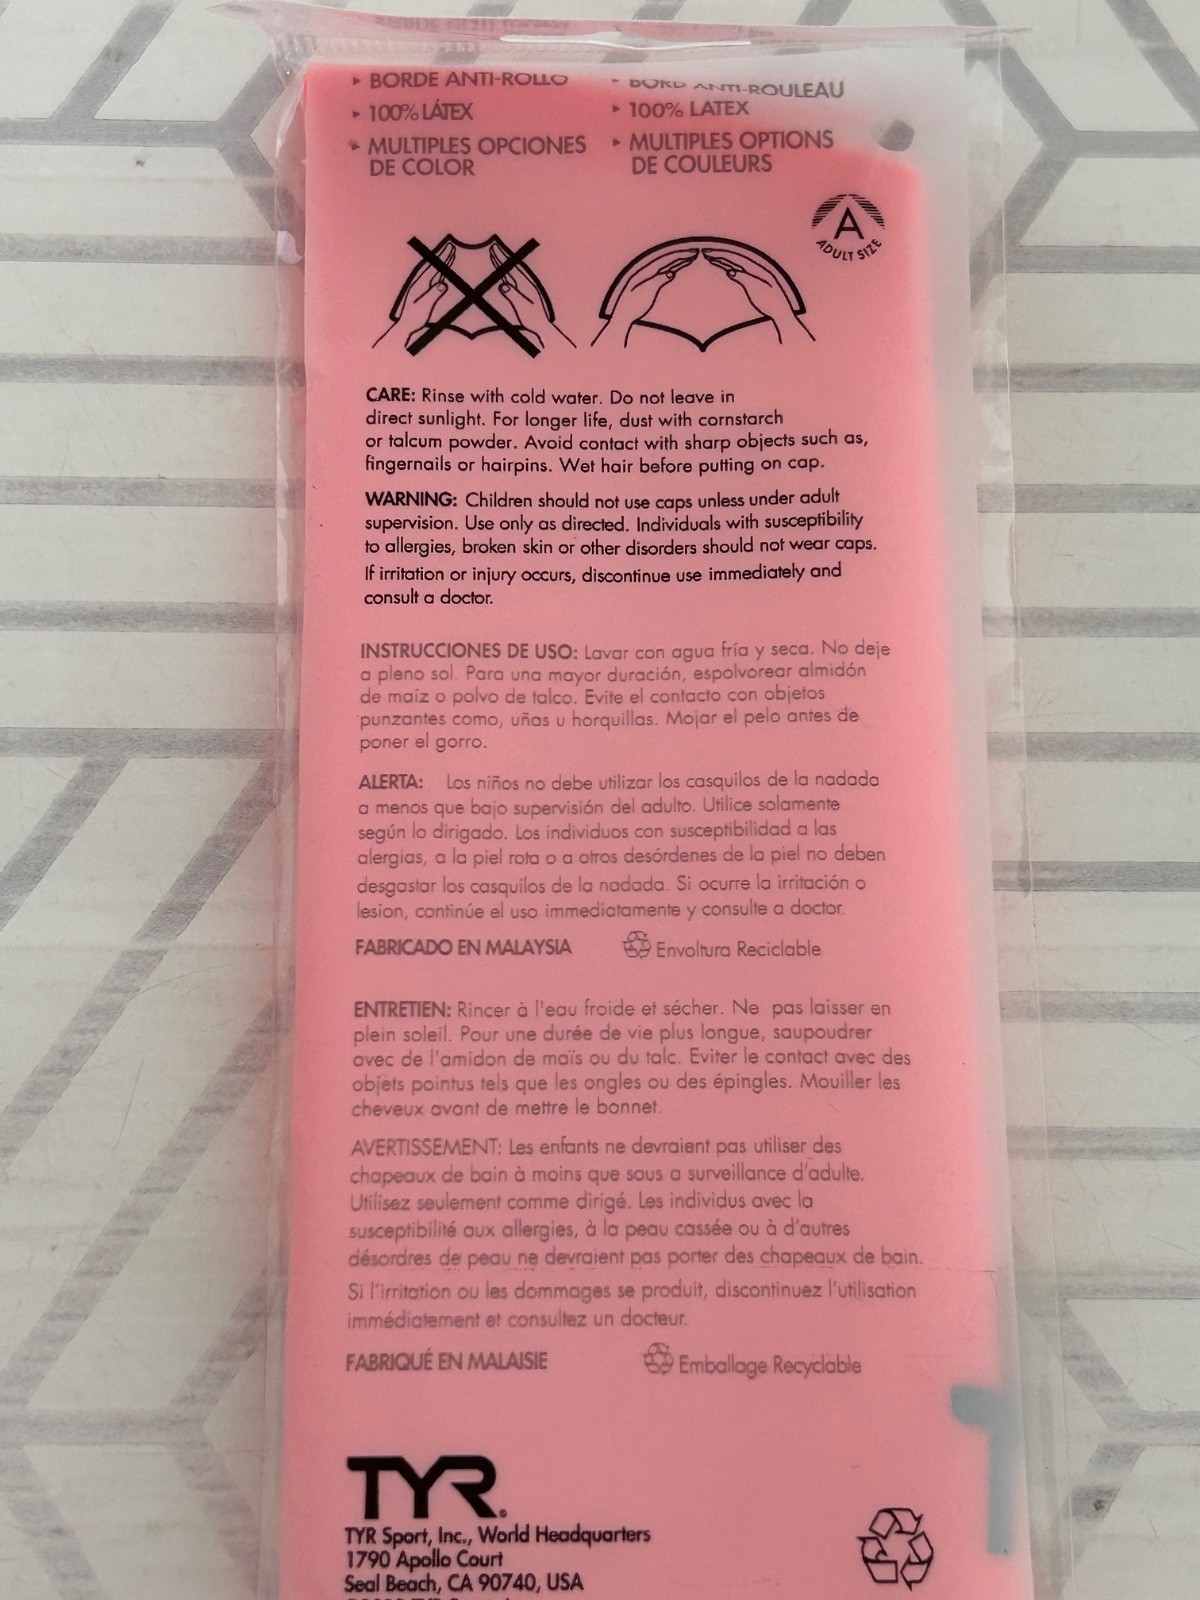 ▸ BORDE ANTI-ROLLO
▸ 100% LÁTEX
▸ MULTIPLES OPCIONES
DE COLOR
▸ BORD ANTI-ROULEAU
▸ 100% LATEX
▸ MULTIPLES OPTIONS
DE COULEURS
A
ADULT SIZE
CARE: Rinse with cold water. Do not leave in
direct sunlight. For longer life, dust with cornstarch
or talcum powder. Avoid contact with sharp objects such as,
fingernails or hairpins. Wet hair before putting on cap.
WARNING: Children should not use caps unless under adult
supervision. Use only as directed. Individuals with susceptibility
to allergies, broken skin or other disorders should not wear caps.
If irritation or injury occurs, discontinue use immediately and
consult a doctor.
INSTRUCCIONES DE USO: Lavar con agua fría y seca. No deje
a pleno sol. Para una mayor duración, espolvorear almidón
de maíz o polvo de talco. Evite el contacto con objetos
punzantes como, uñas u horquillas. Mojar el pelo antes de
poner el gorro.
ALERTA: Los niños no debe utilizar los casquilos de la nadada
a menos que bajo supervisión del adulto. Utilice solamente
según lo dirigado. Los individuos con susceptibilidad a las
alergias, a la piel rota o a otros desórdenes de la piel no deben
desgastar los casquilos de la nadada. Si ocurre la irritación o
lesion, continúe el uso immediatamente y consulte a doctor.
FABRICADO EN MALAYSIA
Envoltura Reciclable
ENTRETIEN: Rincer à l'eau froide et sécher. Ne pas laisser en
plein soleil. Pour une durée de vie plus longue, saupoudrer
avec de l'amidon de maïs ou du talc. Eviter le contact avec des
objets pointus tels que les ongles ou des épingles. Mouiller les
cheveux avant de mettre le bonnet.
AVERTISSEMENT: Les enfants ne devraient pas utiliser des
chapeaux de bain à moins que sous a surveillance d'adulte.
Utilisez seulement comme dirigé. Les individus avec la
susceptibilité aux allergies, à la peau cassée ou à d'autres
désordres de peau ne devraient pas porter des chapeaux de bain.
Si l'irritation ou les dommages se produit, discontinuez l'utilisation
immédiatement et consultez un docteur.
FABRIQUÉ EN MALAISIE
Emballage Recyclable
TYR®
TYR Sport, Inc., World Headquarters
1790 Apollo Court
Seal Beach, CA 90740, USA